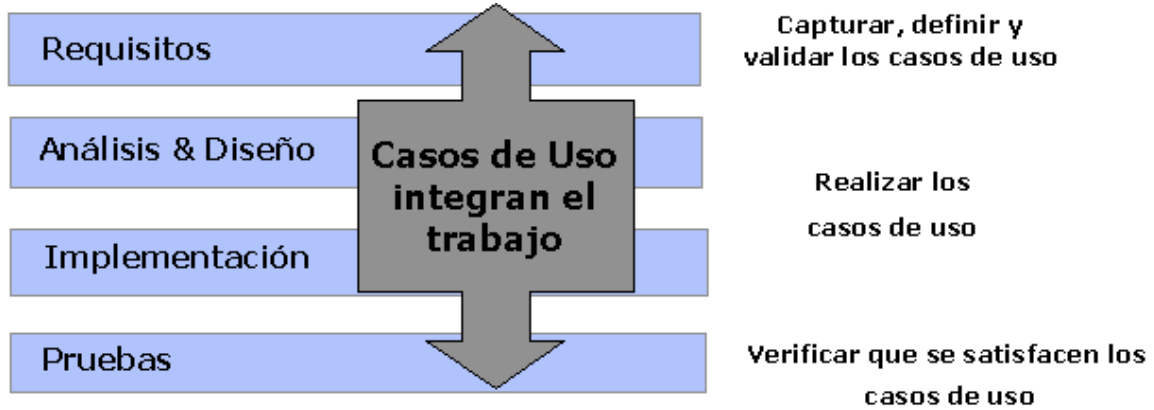 Requisitos
Capturar, definir y
validar los casos de uso
Análisis & Diseño
Casos de Uso
integran el
trabajo
Realizar los
casos de uso
Implementación
Pruebas
Verificar que se satisfacen los
casos de uso